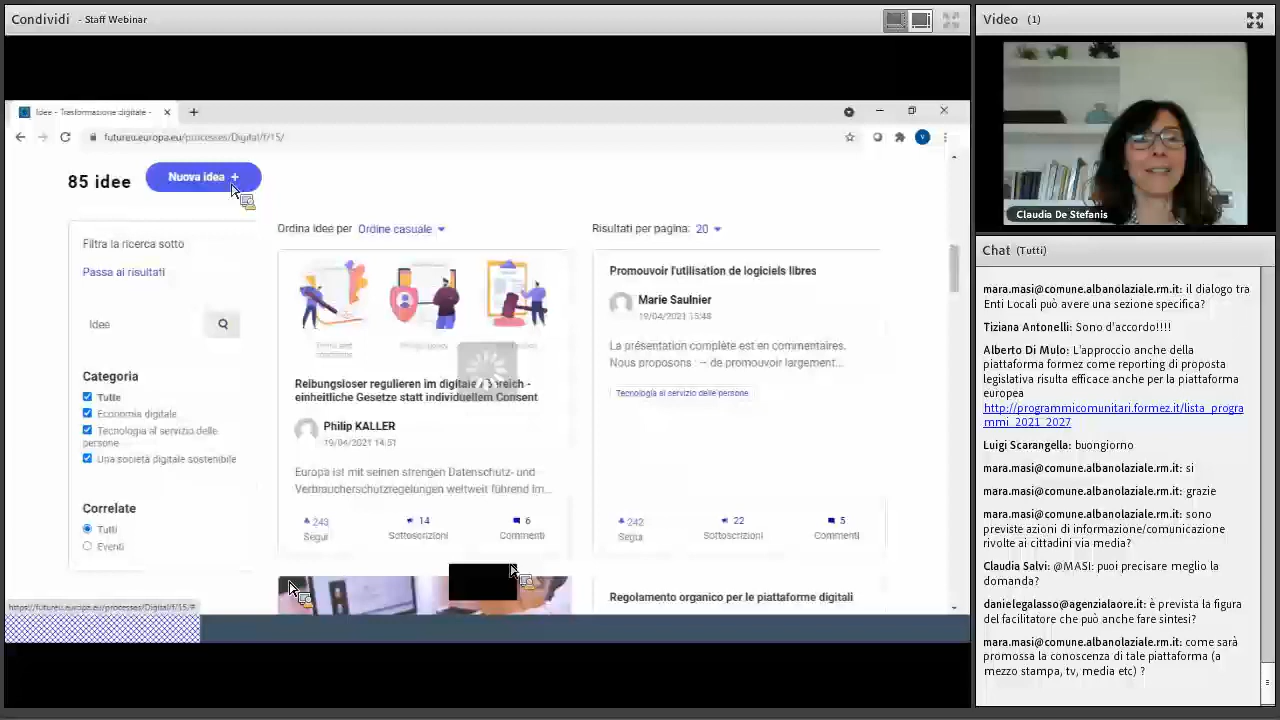 Condividi - Staff Webinar
Idee - Trasformazione digitale -
futureu.europa.eu/processes/Digital/f/15/
85 idee
Nuova idea +
Filtra la ricerca sotto
Passa ai risultati
Idee
Categoria
Tutte
Economia digitale
Tecnologia al servizio delle
persone
Una società digitale sostenibile
Correlate
Tutti
Eventi
Ordina idee per Ordine casuale
Risultati per pagina: 20
Reibungsloser regulieren im digitalen Bereich -
einheitliche Gesetze statt individuellem Consent
Philip KALLER
19/04/2021 14:51
Europa ist mit seinen strengen Datenschutz- und
Verbraucherschutzregelungen weltweit führend im...
243
Segui
14
Sottoscrizioni
6
Commenti
Promouvoir l'utilisation de logiciels libres
Marie Saulnier
19/04/2021 15:48
La présentation complète est en commentaires.
Nous proposons : – de promouvoir largement...
Tecnologia al servizio delle persone
242
Segui
22
Sottoscrizioni
5
Commenti
Regolamento organico per le piattaforme digitali
https://futureu.europa.eu/processes/Digital/f/15/#
Video (1)
Claudia De Stefanis
Chat (Tutti)
mara.masi@comune.albanolaziale.rm.it: il dialogo tra
Enti Locali può avere una sezione specifica?
Tiziana Antonelli: Sono d'accordo!!!!
Alberto Di Mulo: L'approccio anche della
piattaforma formez come reporting di proposta
legislativa risulta efficace anche per la piattaforma
europea
http://programmicomunitari.formez.it/lista_progra
mmi_2021_2027
Luigi Scarangella: buongiorno
mara.masi@comune.albanolaziale.rm.it: si
mara.masi@comune.albanolaziale.rm.it: grazie
mara.masi@comune.albanolaziale.rm.it: sono
previste azioni di informazione/comunicazione
rivolte ai cittadini via media?
Claudia Salvi: @MASI: puoi precisare meglio la
domanda?
danielegalasso@agenzialaore.it: è prevista la figura
del facilitatore che può anche fare sintesi?
mara.masi@comune.albanolaziale.rm.it: come sarà
promossa la conoscenza di tale piattaforma (a
mezzo stampa, tv, media etc) ?